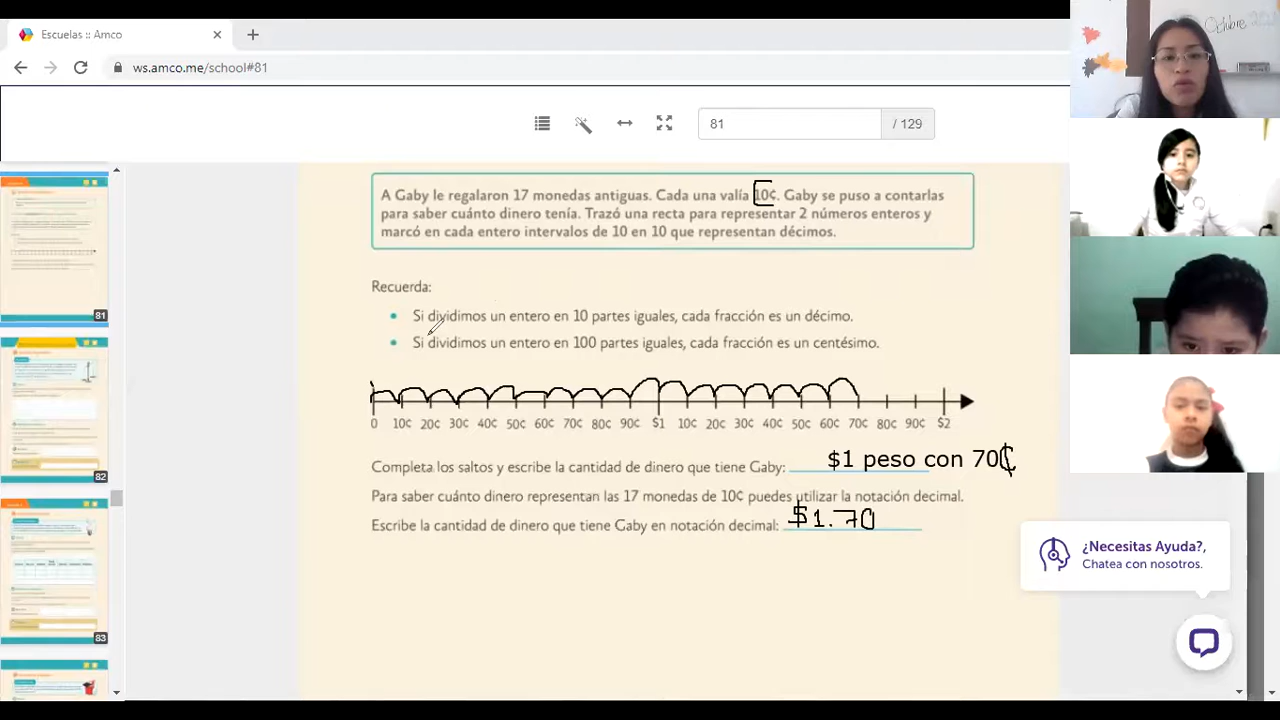 Escuelas :: Amco
ws.amco.me/school#81
Octubre 202
81 / 129
A Gaby le regalaron 17 monedas antiguas. Cada una valía 10¢. Gaby se puso a contarlas
para saber cuánto dinero tenía. Trazó una recta para representar 2 números enteros y
marcó en cada entero intervalos de 10 en 10 que representan décimos.
Recuerda:
• Si dividimos un entero en 10 partes iguales, cada fracción es un décimo.
• Si dividimos un entero en 100 partes iguales, cada fracción es un centésimo.
0 10¢ 20¢ 30¢ 40¢ 50¢ 60¢ 70¢ 80¢ 90¢ $1 10¢ 20¢ 30¢ 40¢ 50¢ 60¢ 70¢ 80¢ 90¢ $2
Completa los saltos y escribe la cantidad de dinero que tiene Gaby: $1 peso con 70¢
Para saber cuánto dinero representan las 17 monedas de 10¢ puedes utilizar la notación decimal.
Escribe la cantidad de dinero que tiene Gaby en notación decimal: $1.70
81
82
83
¿Necesitas Ayuda?,
Chatea con nosotros.